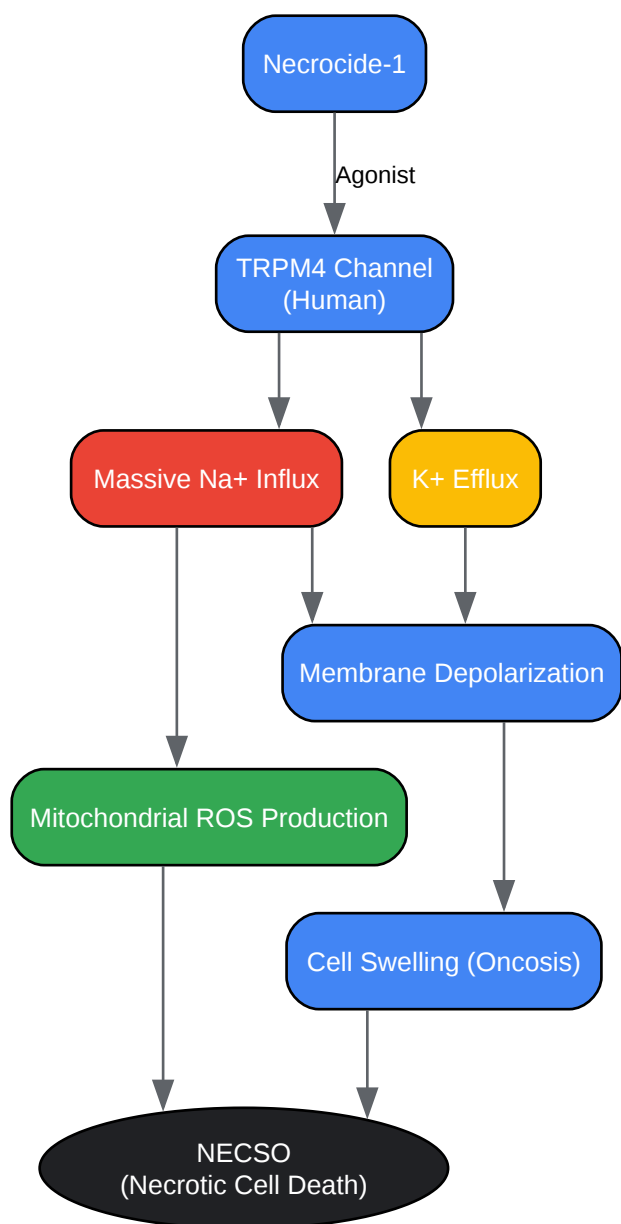 Necrocide-1
Agonist
TRPM4 Channel
(Human)
Massive Na+ Influx
K+ Efflux
Membrane Depolarization
Mitochondrial ROS Production
Cell Swelling (Oncosis)
NECSO
(Necrotic Cell Death)